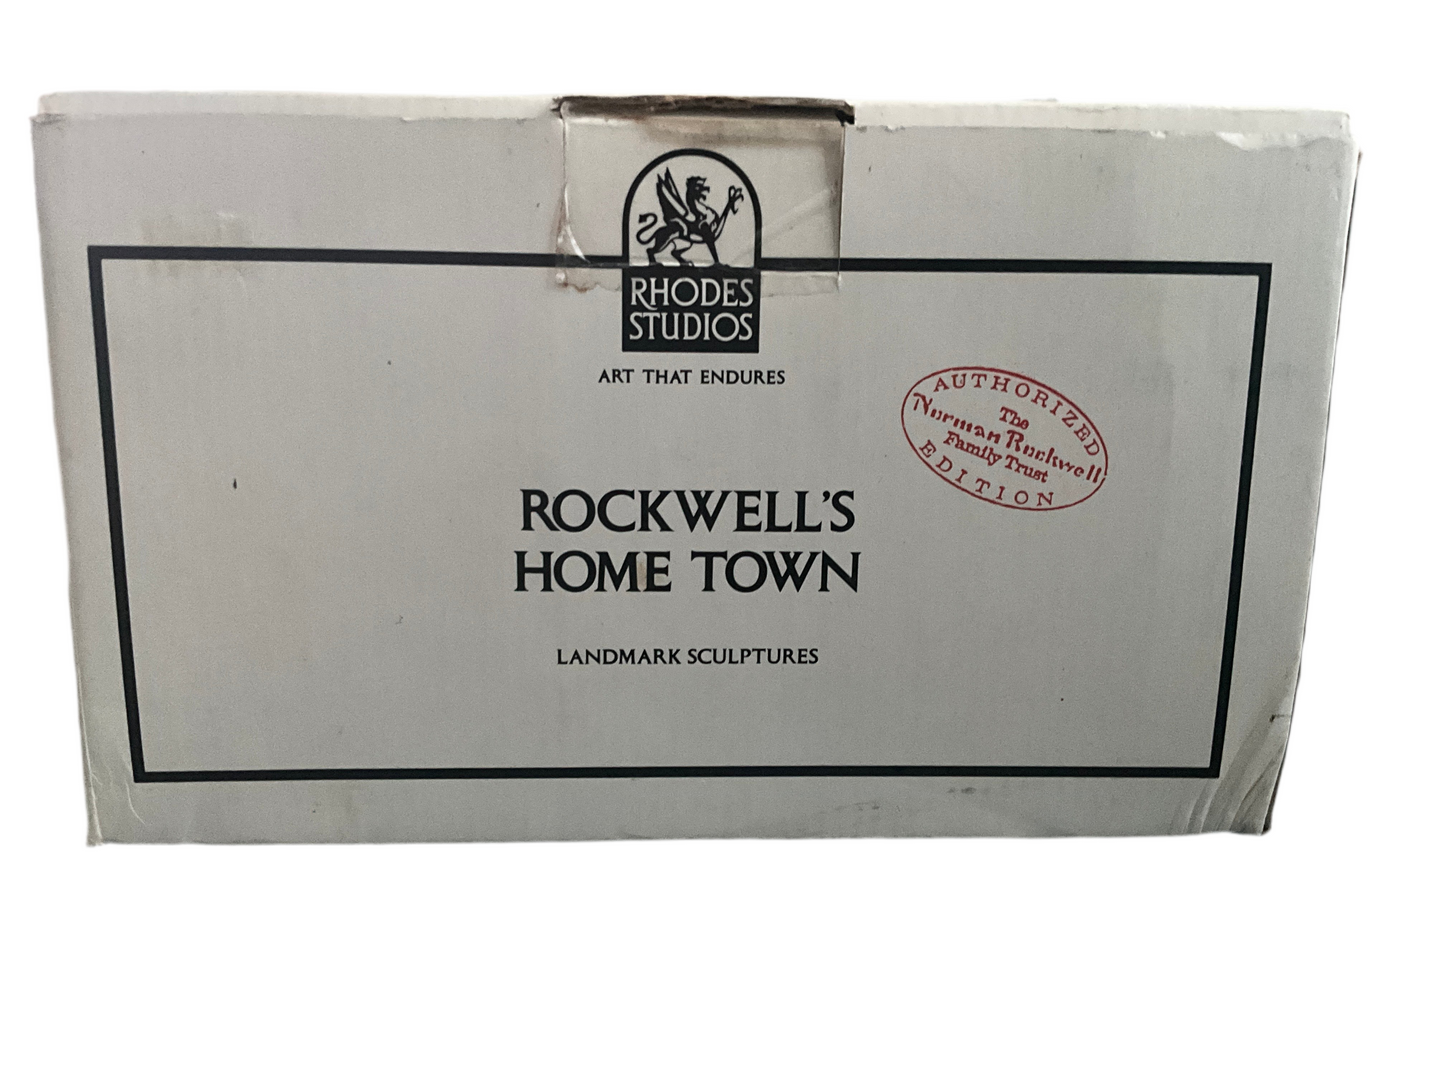 RHODES
STUDIOS
ART THAT ENDURES
AUTHORIZED
The
Norman Rockwell
Family Trust
EDITION
ROCKWELL'S
HOME TOWN
LANDMARK SCULPTURES